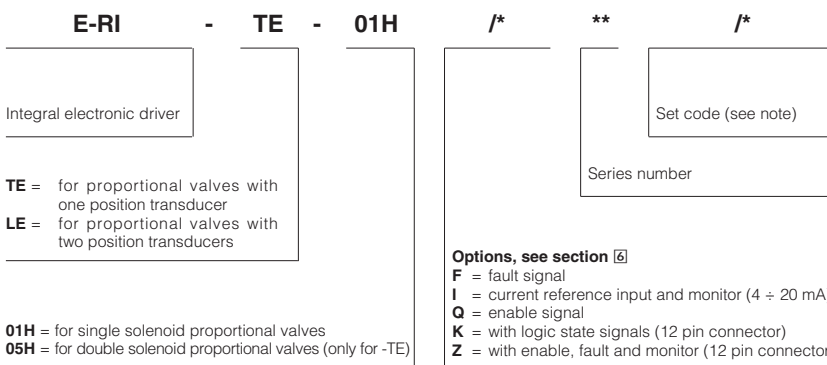 E-RI - TE - 01H /* ** /*
Integral electronic driver
Set code (see note)
Series number
TE = for proportional valves with
one position transducer
LE = for proportional valves with
two position transducers
Options, see section 6
F = fault signal
I = current reference input and monitor (4 ÷ 20 mA
Q = enable signal
K = with logic state signals (12 pin connector)
Z = with enable, fault and monitor (12 pin connector
01H = for single solenoid proportional valves
05H = for double solenoid proportional valves (only for -TE)